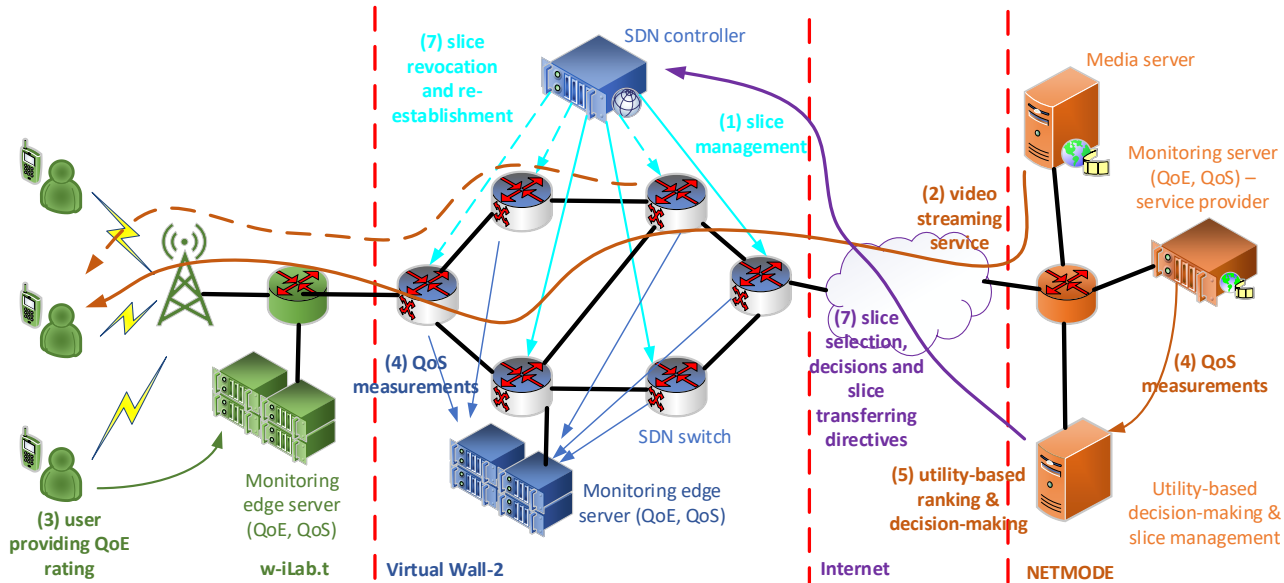 SDN controller
(7) slice
revocation
and re-
establishment
(1) slice
management
Media server
Monitoring server
(QoE, QoS) –
service provider
(2) video
streaming
service
(4) QoS
measurements
(7) slice
selection,
decisions and
slice
transferring
directives
(4) QoS
measurements
SDN switch
Monitoring edge
server (QoE, QoS)
Monitoring
edge server
(QoE, QoS)
(3) user
providing QoE
rating
(5) utility-based
ranking &
decision-making
Utility-based
decision-making &
slice management
w-iLab.t
Virtual Wall-2
Internet
NETMODE